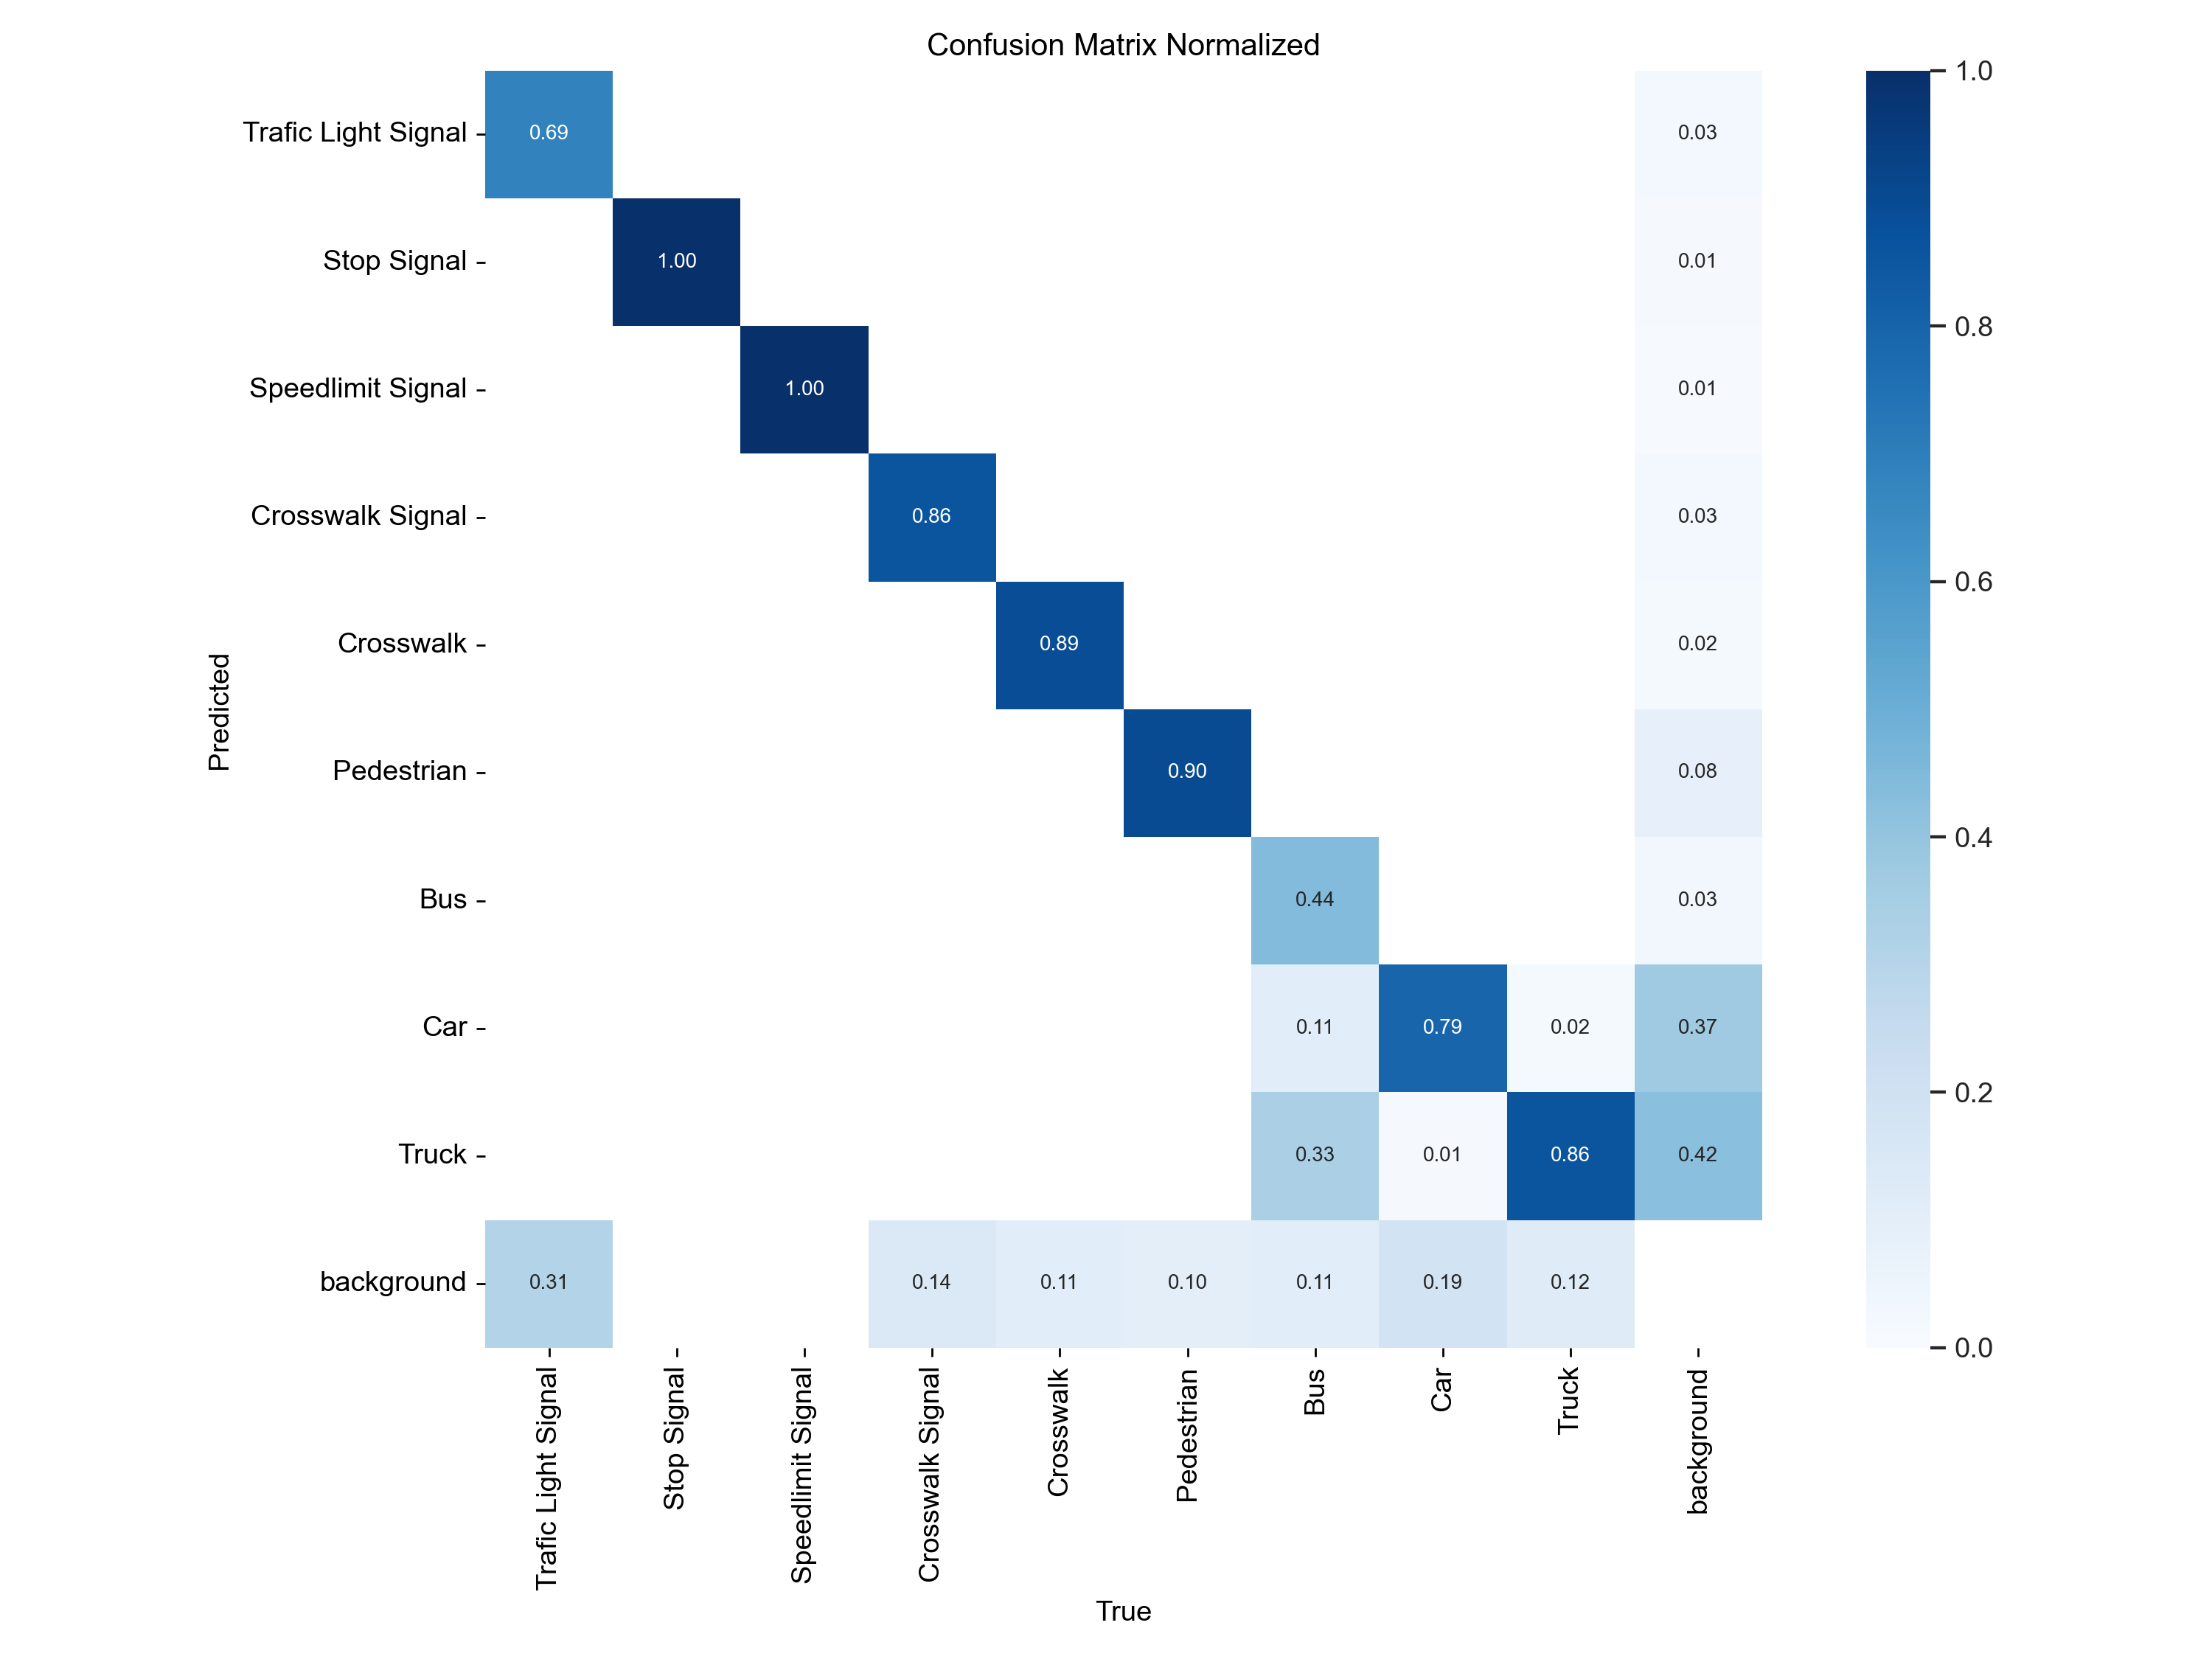 Confusion Matrix Normalized
Trafic Light Signal
0.69
0.03
1.0
Stop Signal
1.00
0.01
0.8
Speedlimit Signal
1.00
0.01
Crosswalk Signal
0.86
0.03
0.6
Crosswalk
0.89
0.02
Predicted
Pedestrian
0.90
0.08
0.4
Bus
0.44
0.03
Car
0.11
0.79
0.02
0.37
0.2
Truck
0.33
0.01
0.86
0.42
background
0.31
0.14
0.11
0.10
0.11
0.19
0.12
0.0
Trafic Light Signal
Stop Signal
Speedlimit Signal
Crosswalk Signal
Crosswalk
Pedestrian
Bus
Car
Truck
background
True